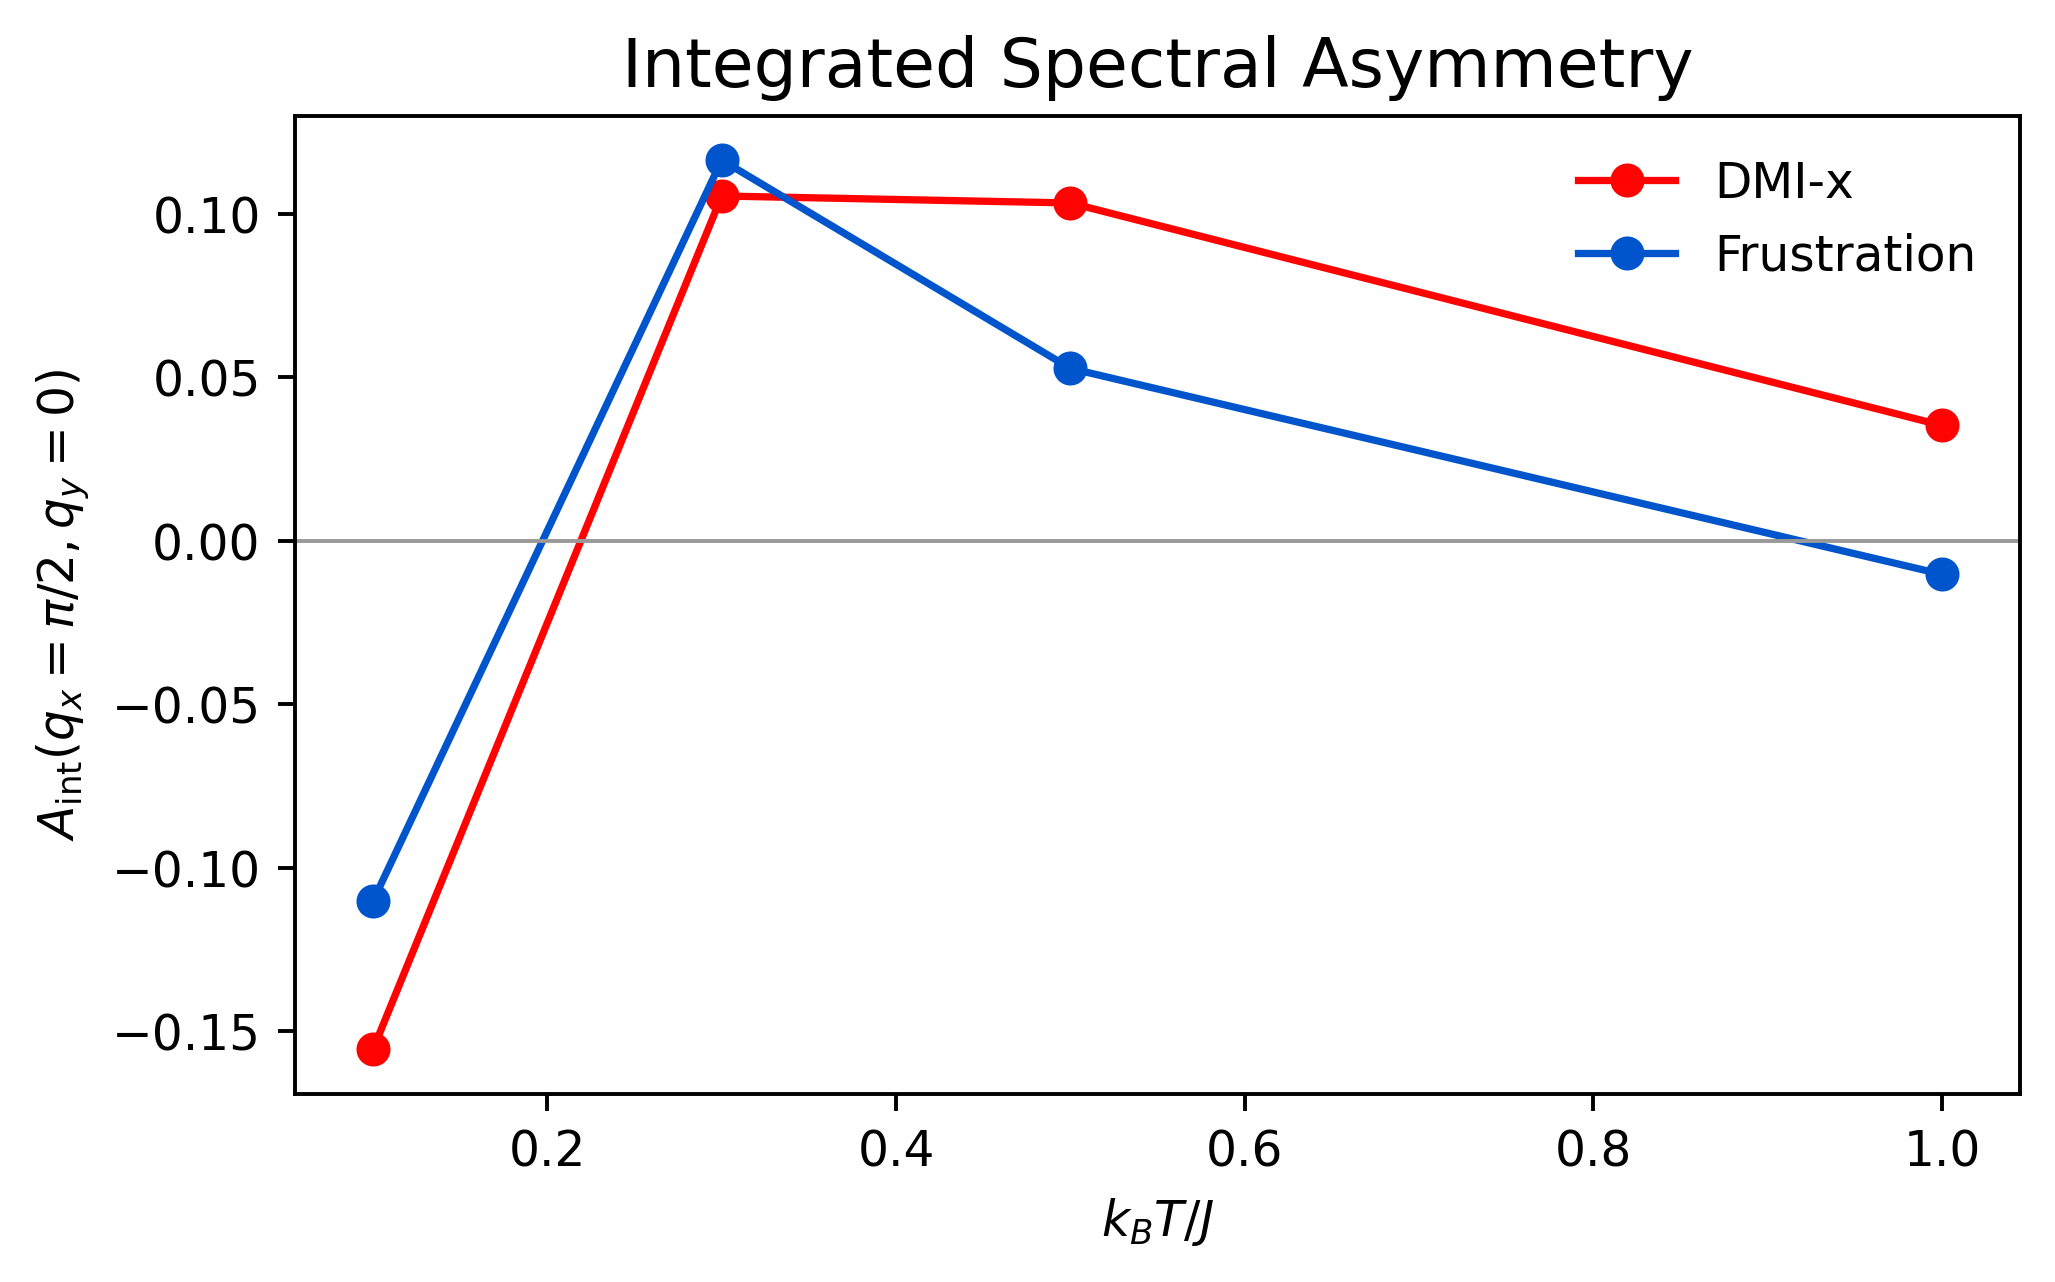 Integrated Spectral Asymmetry
DMI-x
Frustration
A_int(q_x = π/2, q_y = 0)
0.10
0.05
0.00
−0.05
−0.10
−0.15
0.2
0.4
0.6
0.8
1.0
k_BT/J